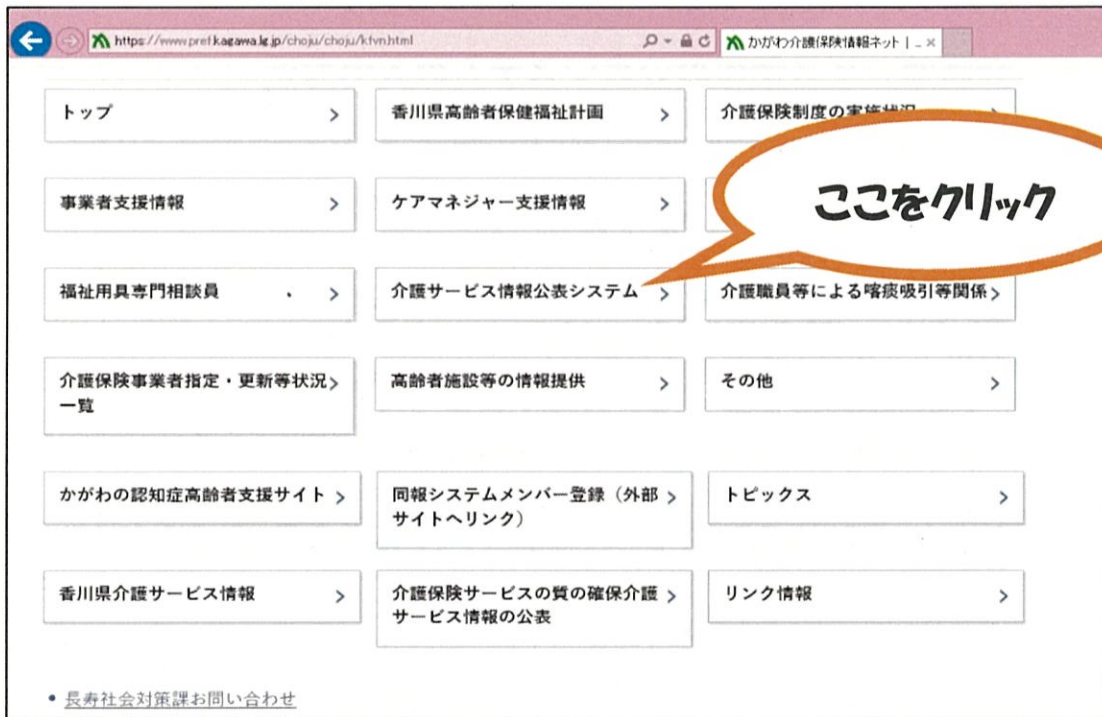 https://www.pref.kagawa.lg.jp/choju/choju/kfvn.html
かがわ介護保険情報ネット | ...
トップ
香川県高齢者保健福祉計画
介護保険制度の実施状況
事業者支援情報
ケアマネジャー支援情報
ここをクリック
福祉用具専門相談員
介護サービス情報公表システム
介護職員等による喀痰吸引等関係
介護保険事業者指定・更新等状況
一覧
高齢者施設等の情報提供
その他
かがわの認知症高齢者支援サイト
同報システムメンバー登録（外部
サイトへリンク）
トピックス
香川県介護サービス情報
介護保険サービスの質の確保介護
サービス情報の公表
リンク情報
長寿社会対策課お問い合わせ